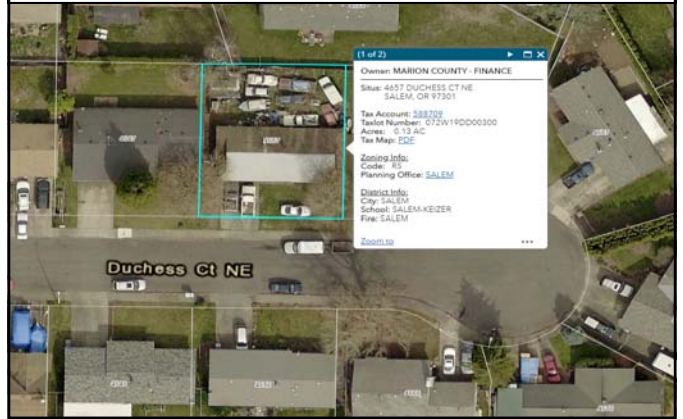 (1 of 2)
Owner: MARION COUNTY - FINANCE
Situs: 4657 DUCHESS CT NE
SALEM, OR 97301
Tax Account: 588709
Taxlot Number: 072W19DD00300
Acres: 0.13 AC
Tax Map: PDF
Zoning Info:
Code: RS
Planning Office: SALEM
District Info:
City: SALEM
School: SALEM-KEIZER
Fire: SALEM
Zoom to
Duchess Ct NE